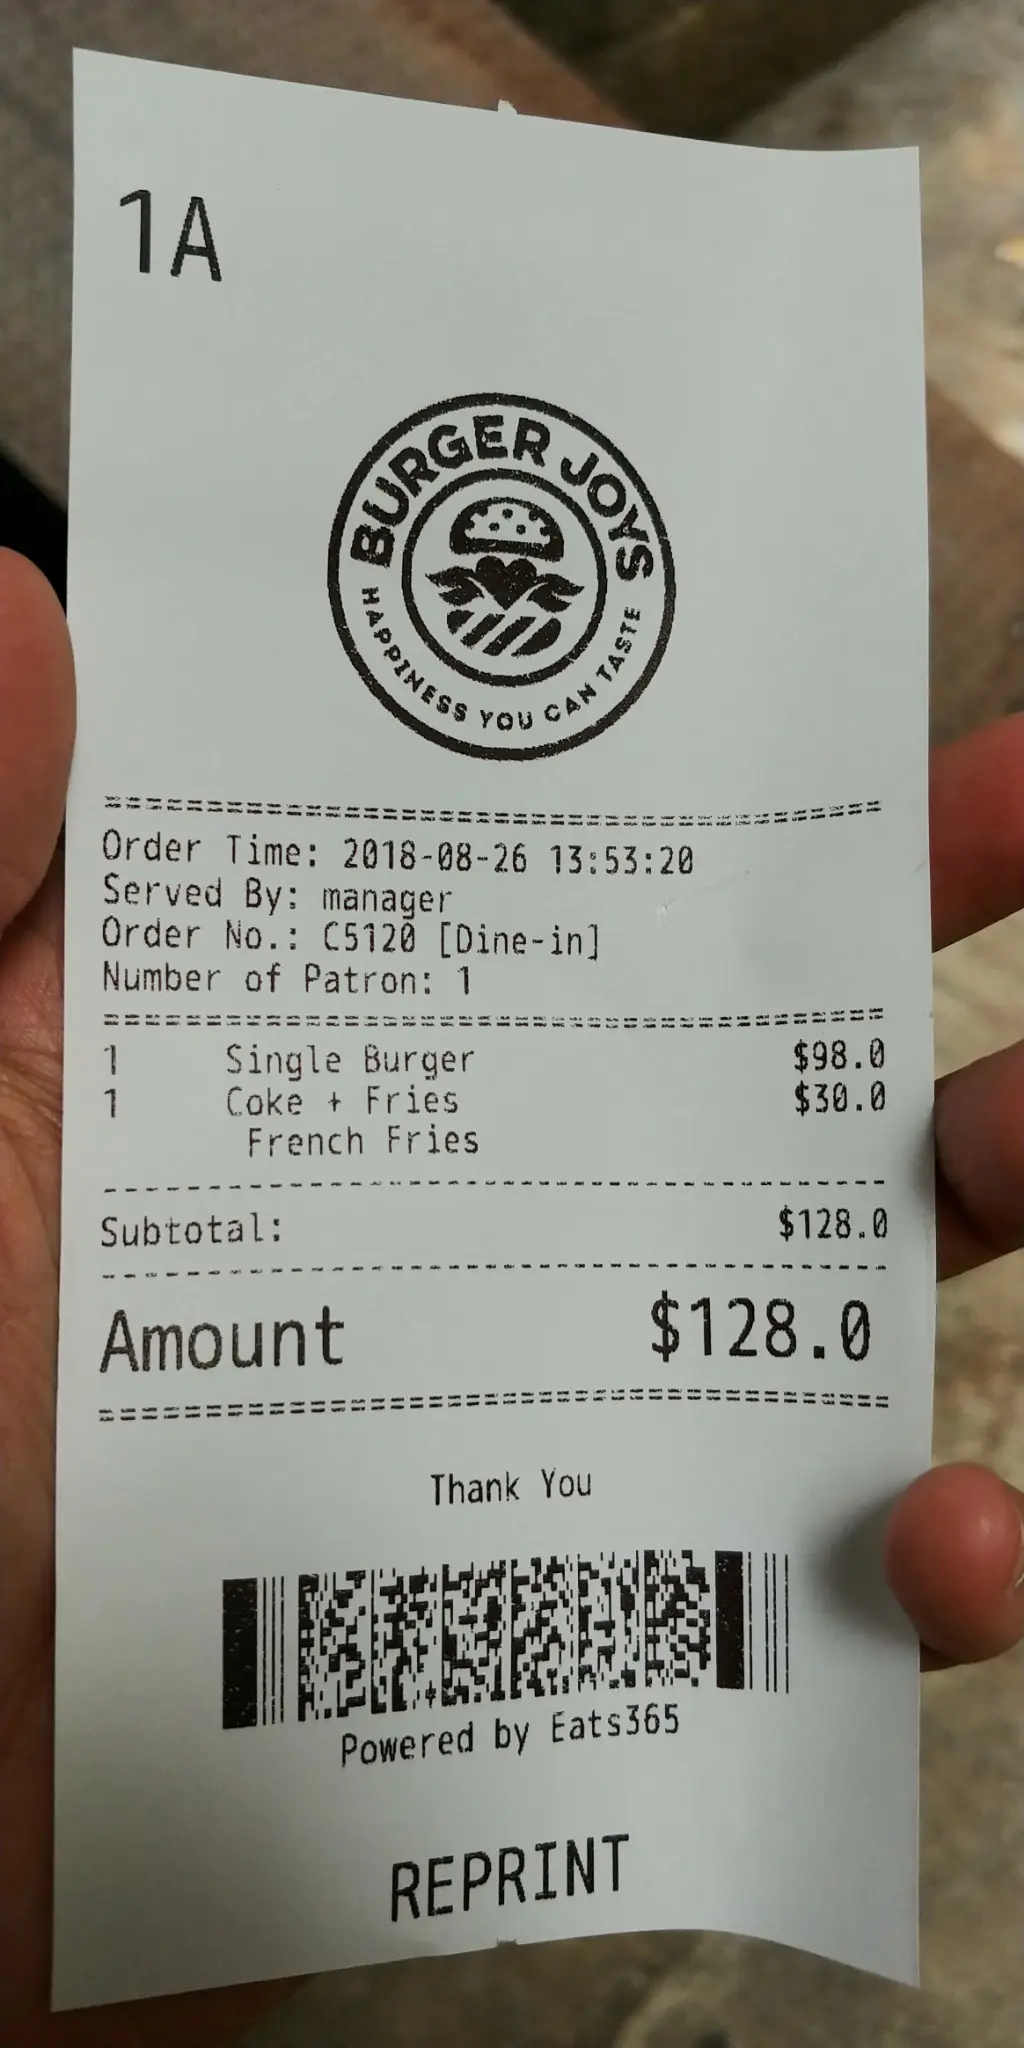 1A
BURGER JOYS
HAPPINESS YOU CAN TASTE
Order Time: 2018-08-26 13:53:20
Served By: manager
Order No.: C5120 [Dine-in]
Number of Patron: 1
1 Single Burger $98.0
1 Coke + Fries $30.0
French Fries
Subtotal: $128.0
Amount $128.0
Thank You
Powered by Eats365
REPRINT